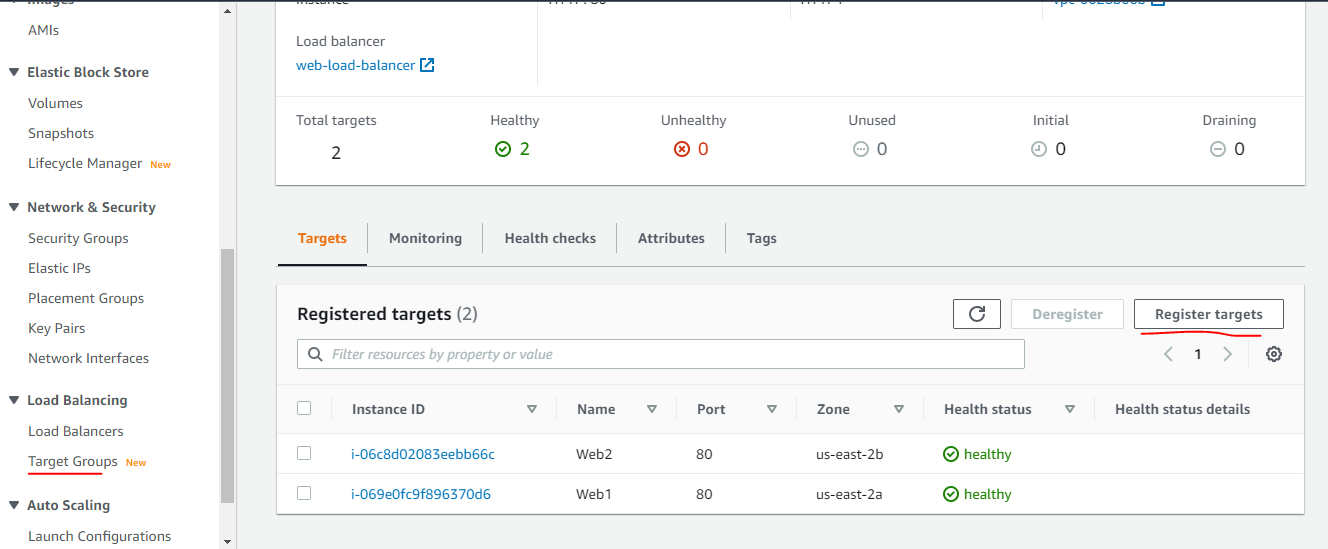 AMIs
Elastic Block Store
Volumes
Snapshots
Lifecycle Manager New
Network & Security
Security Groups
Elastic IPs
Placement Groups
Key Pairs
Network Interfaces
Load Balancing
Load Balancers
Target Groups New
Auto Scaling
Launch Configurations
Load balancer
web-load-balancer
Total targets Healthy Unhealthy Unused Initial Draining
2 2 0 0 0 0
Targets Monitoring Health checks Attributes Tags
Registered targets (2) Deregister Register targets
Filter resources by property or value 1
Instance ID Name Port Zone Health status Health status details
i-06c8d02083eebb66c Web2 80 us-east-2b healthy
i-069e0fc9f896370d6 Web1 80 us-east-2a healthy